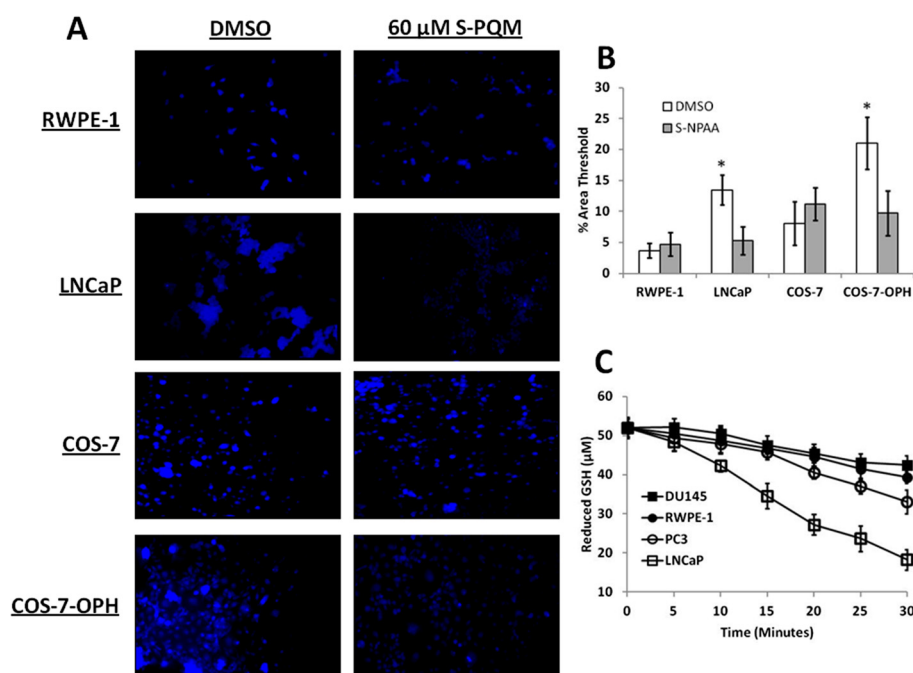 A
DMSO
60 µM S-PQM
RWPE-1
LNCaP
COS-7
COS-7-OPH
B
% Area Threshold
30
25
20
15
10
5
0
DMSO
S-NPAA
*
*
RWPE-1
LNCaP
COS-7
COS-7-OPH
C
Reduced GSH (µM)
60
50
40
30
20
10
DU145
RWPE-1
PC3
LNCaP
0
5
10
15
20
25
30
Time (Minutes)